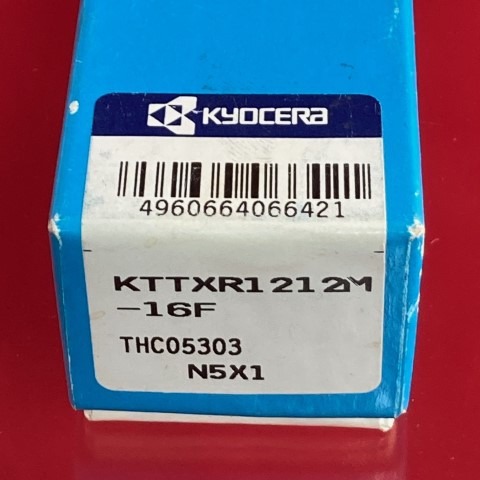 KYOCERA
4960664066421
KTTXR1212M
-16F
THC05303
N5X1